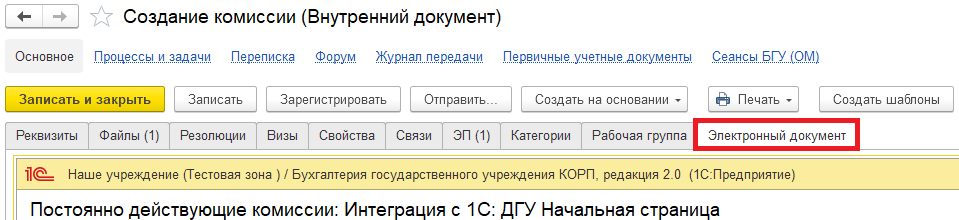 Создание комиссии (Внутренний документ)
Основное Процессы и задачи Переписка Форум Журнал передачи Первичные учетные документы Сеансы БГУ (ОМ)
Записать и закрыть Записать Зарегистрировать Отправить... Создать на основании Печать Создать шаблоны
Реквизиты Файлы (1) Резолюции Визы Свойства Связи ЭП (1) Категории Рабочая группа Электронный документ
1С Наше учреждение (Тестовая зона ) / Бухгалтерия государственного учреждения КОРП, редакция 2.0 (1С:Предприятие)
Постоянно действующие комиссии: Интеграция с 1С: ДГУ Начальная страница